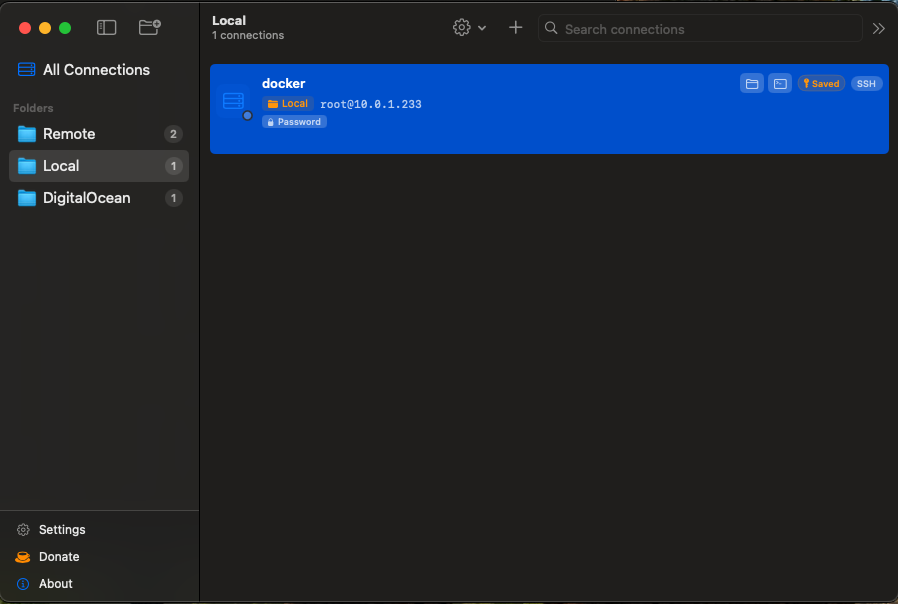 Local
1 connections
Search connections
All Connections
Folders
Remote 2
Local 1
DigitalOcean 1
docker
Local root@10.0.1.233
Password
Saved SSH
Settings
Donate
About